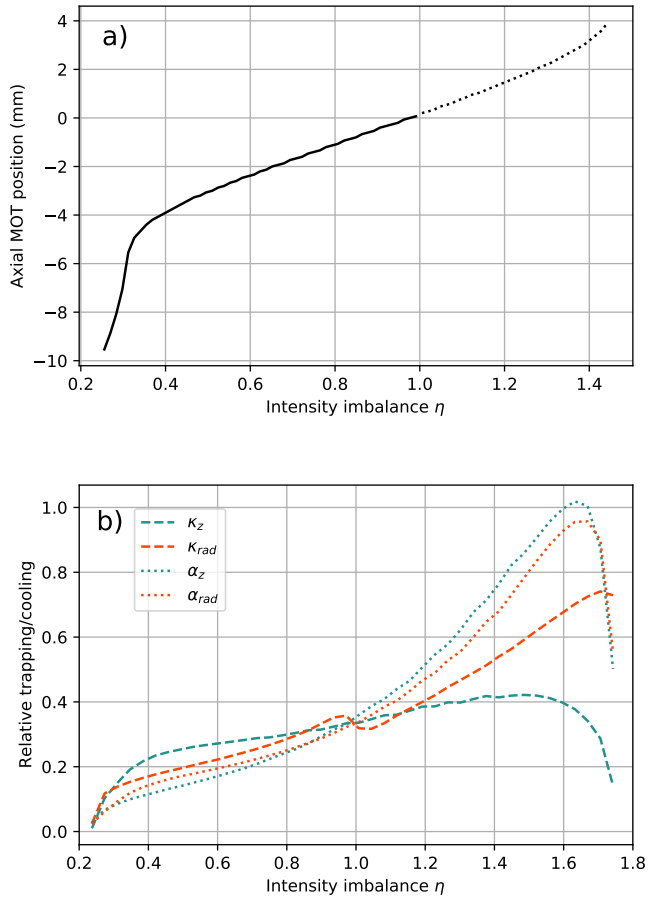 a)
4
2
0
−2
−4
−6
−8
−10
Axial MOT position (mm)
0.2 0.4 0.6 0.8 1.0 1.2 1.4
Intensity imbalance η
b)
κz
κrad
αz
αrad
1.0
0.8
0.6
0.4
0.2
0.0
Relative trapping/cooling
0.2 0.4 0.6 0.8 1.0 1.2 1.4 1.6 1.8
Intensity imbalance η